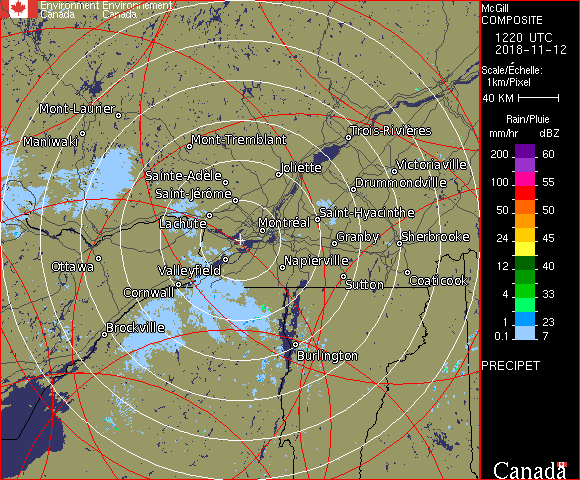 Environment Environnement
Canada Canada
McGill
COMPOSITE
1220 UTC
2018-11-12
Scale/Échelle:
1km/Pixel
40 KM
Rain/Pluie
mm/hr dBZ
200 60
100 55
50 50
24 45
12 40
4 33
1 23
0.1 7
PRECIPET
Canada
Mont-Laurier
Maniwaki
Mont-Tremblant
Trois-Rivières
Joliette
Victoriaville
Sainte-Adèle
Drummondville
Saint-Jérôme
Lachute
Saint-Hyacinthe
Montréal
Granby
Sherbrooke
Ottawa
Valleyfield
Napierville
Cornwall
Sutton
Coaticook
Brockville
Burlington